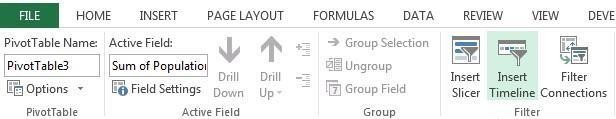 FILE HOME INSERT PAGE LAYOUT FORMULAS DATA REVIEW VIEW DEVE
PivotTable Name:
PivotTable3
Options
PivotTable
Active Field:
Sum of Population
Field Settings
Drill Down
Drill Up
Active Field
Group Selection
Ungroup
Group Field
Group
Insert Slicer
Insert Timeline
Filter Connections
Filter